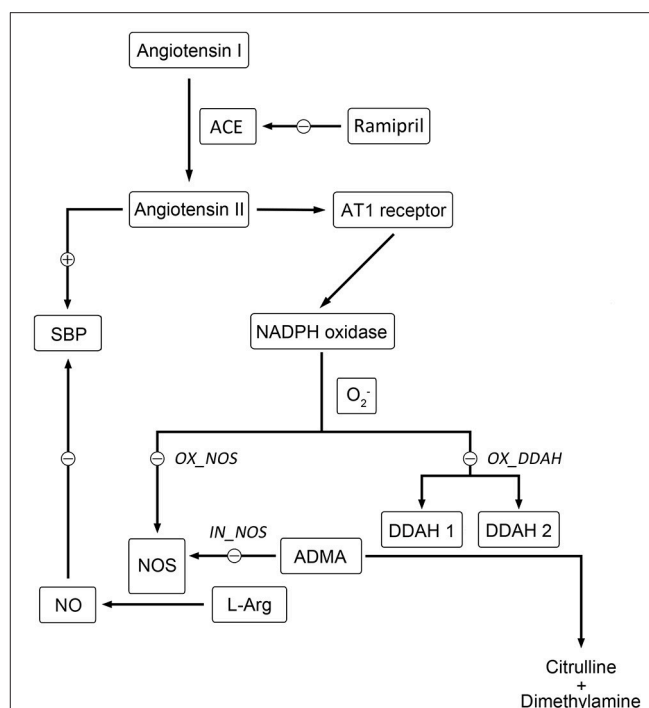 Angiotensin I
ACE
⊖
Ramipril
Angiotensin II
AT1 receptor
⊕
SBP
NADPH oxidase
O₂⁻
⊖
⊖ OX_NOS
⊖ OX_DDAH
DDAH 1
DDAH 2
IN_NOS
NOS
⊖
ADMA
NO
L-Arg
Citrulline
+
Dimethylamine